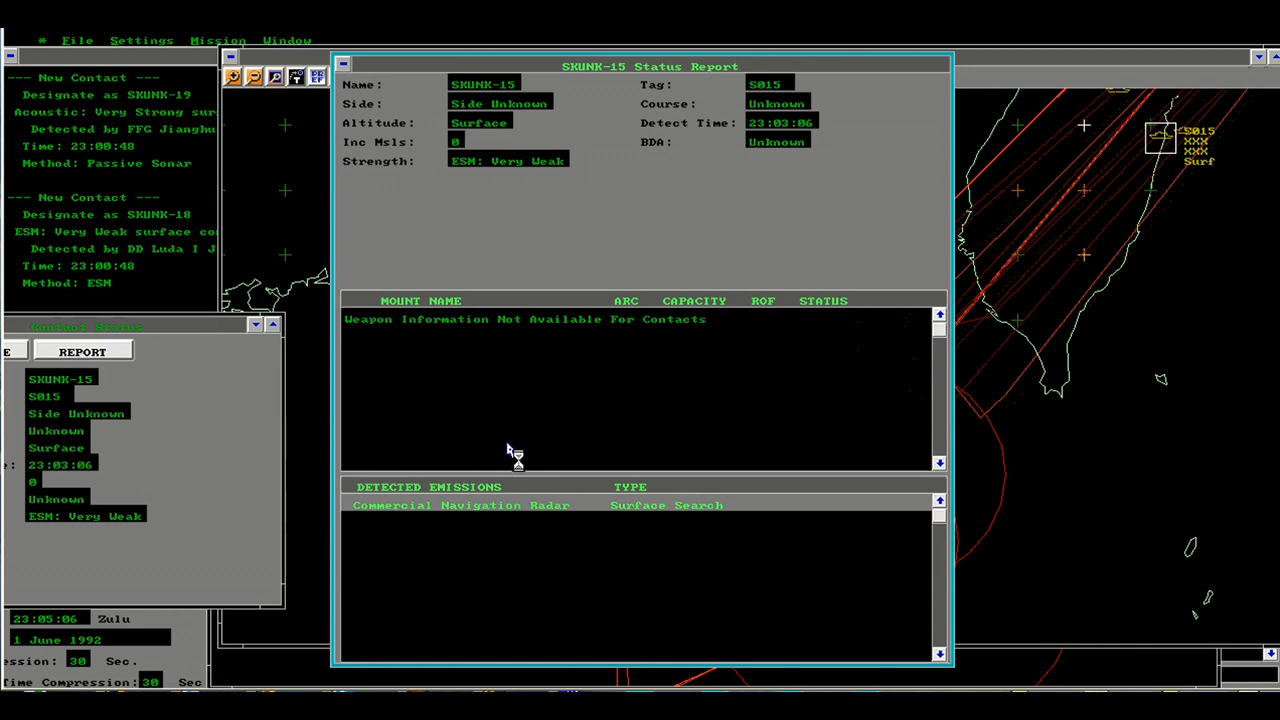 * File Settings Mission Window
--- New Contact ---
Designate as SKUNK-19
Acoustic: Very Strong sur
Detected by FFG Jianghu
Time: 23:00:48
Method: Passive Sonar
--- New Contact ---
Designate as SKUNK-18
ESM: Very Weak surface co
Detected by DD Luda I J
Time: 23:00:48
Method: ESM
Contact Status
E REPORT
SKUNK-15
S015
Side Unknown
Unknown
Surface
e: 23:03:06
0
Unknown
ESM: Very Weak
23:05:06 Zulu
1 June 1992
ession: 30 Sec.
Time Compression: 30 Sec
SKUNK-15 Status Report
Name: SKUNK-15 Tag: S015
Side: Side Unknown Course: Unknown
Altitude: Surface Detect Time: 23:03:06
Inc Msls: 0 BDA: Unknown
Strength: ESM: Very Weak
MOUNT NAME ARC CAPACITY ROF STATUS
Weapon Information Not Available For Contacts
DETECTED EMISSIONS TYPE
Commercial Navigation Radar Surface Search
S015
XXX
XXX
Surf